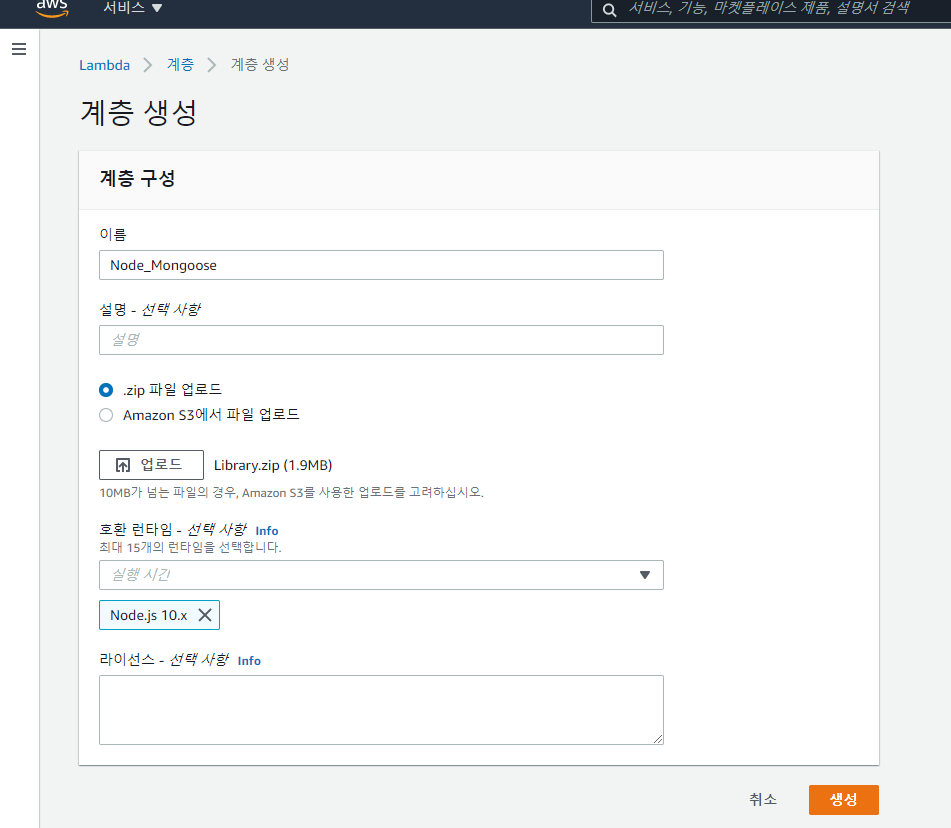 aws 서비스 ▼ 서비스, 기능, 마켓플레이스 제품, 설명서 검색
Lambda > 계층 > 계층 생성
계층 생성
계층 구성
이름
Node_Mongoose
설명 - 선택 사항
설명
.zip 파일 업로드
Amazon S3에서 파일 업로드
업로드 Library.zip (1.9MB)
10MB가 넘는 파일의 경우, Amazon S3를 사용한 업로드를 고려하십시오.
호환 런타임 - 선택 사항 Info
최대 15개의 런타임을 선택합니다.
실행 시간
Node.js 10.x
라이선스 - 선택 사항 Info
취소 생성